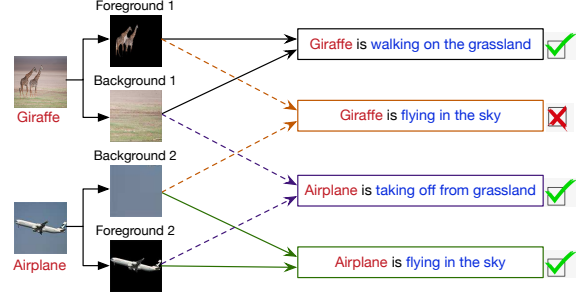 Foreground 1
Giraffe is walking on the grassland
Background 1
Giraffe
Giraffe is flying in the sky
Background 2
Airplane is taking off from grassland
Foreground 2
Airplane
Airplane is flying in the sky